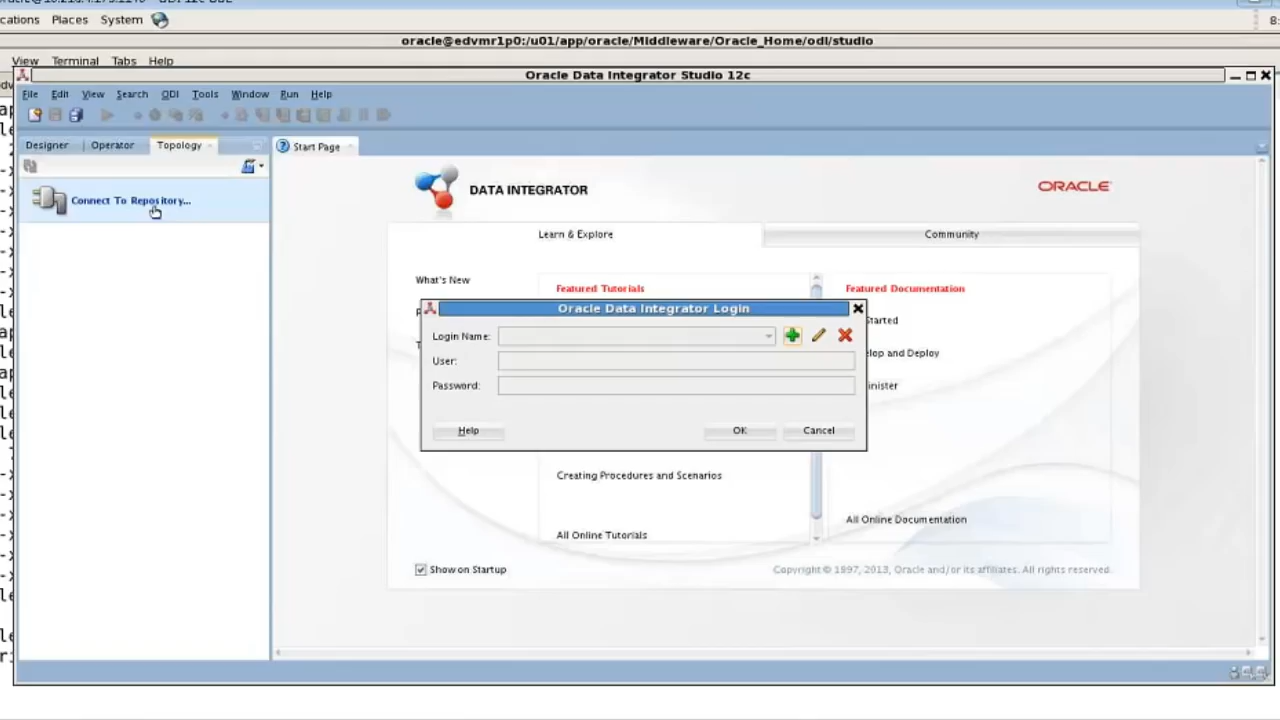 cations Places System
oracle@edvmr1p0:/u01/app/oracle/Middleware/Oracle_Home/odi/studio
View Terminal Tabs Help
Oracle Data Integrator Studio 12c
File Edit View Search ODI Tools Window Run Help
Designer Operator Topology
Start Page
Connect To Repository...
DATA INTEGRATOR
ORACLE
Learn & Explore
Community
What's New
Featured Tutorials
Featured Documentation
Oracle Data Integrator Login
Started
Login Name:
lop and Deploy
User:
inister
Password:
Help OK Cancel
Creating Procedures and Scenarios
All Online Documentation
All Online Tutorials
Show on Startup
Copyright © 1997, 2013, Oracle and/or its affiliates. All rights reserved.